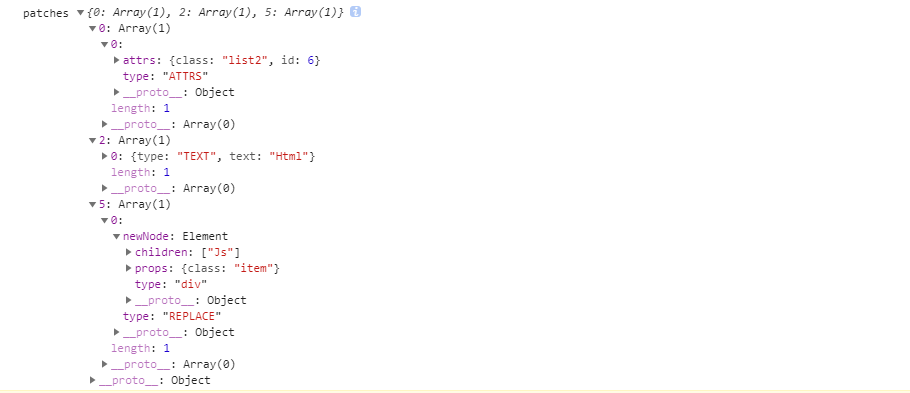 patches {0: Array(1), 2: Array(1), 5: Array(1)} i
0: Array(1)
0:
attrs: {class: "list2", id: 6}
type: "ATTRS"
__proto__: Object
length: 1
__proto__: Array(0)
2: Array(1)
0: {type: "TEXT", text: "Html"}
length: 1
__proto__: Array(0)
5: Array(1)
0:
newNode: Element
children: ["Js"]
props: {class: "item"}
type: "div"
__proto__: Object
type: "REPLACE"
__proto__: Object
length: 1
__proto__: Array(0)
__proto__: Object